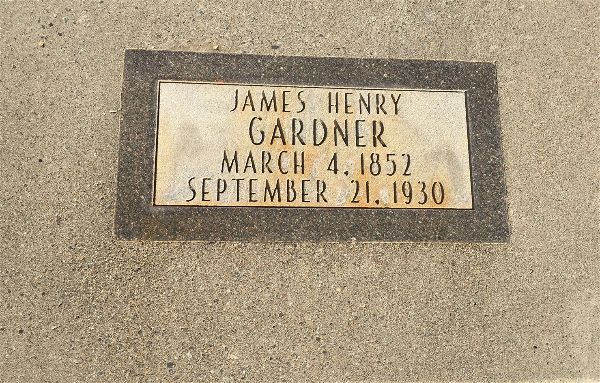 JAMES HENRY
GARDNER
MARCH 4, 1852
SEPTEMBER 21, 1930